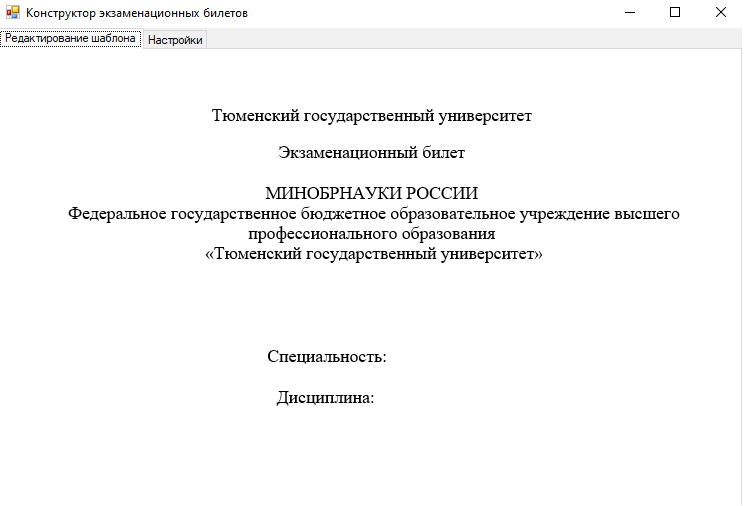 Конструктор экзаменационных билетов
Редактирование шаблона Настройки
Тюменский государственный университет
Экзаменационный билет
МИНОБРНАУКИ РОССИИ
Федеральное государственное бюджетное образовательное учреждение высшего
профессионального образования
«Тюменский государственный университет»
Специальность:
Дисциплина: